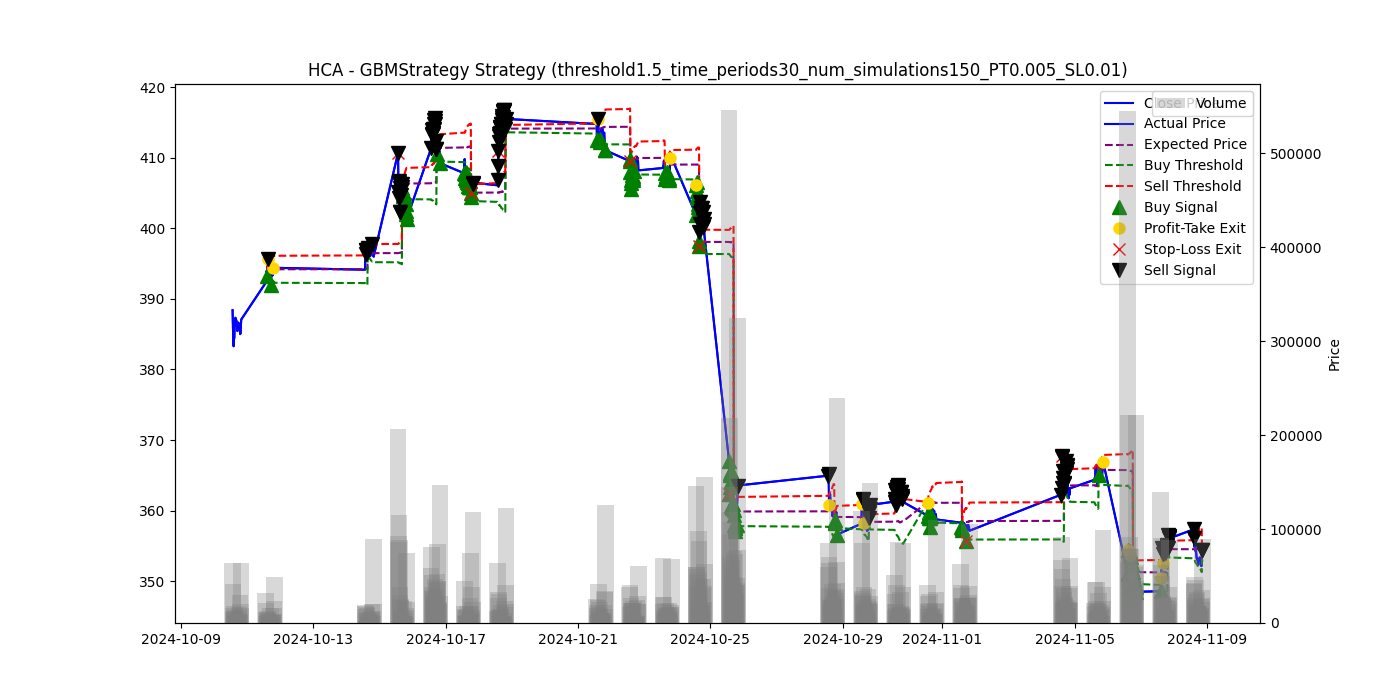 HCA - GBMStrategy Strategy (threshold1.5_time_periods30_num_simulations150_PT0.005_SL0.01)
420
410
400
390
380
370
360
350
500000
400000
300000
200000
100000
0
Price
Volume
Actual Price
Expected Price
Buy Threshold
Sell Threshold
Buy Signal
Profit-Take Exit
Stop-Loss Exit
Sell Signal
2024-10-09
2024-10-13
2024-10-17
2024-10-21
2024-10-25
2024-10-29
2024-11-01
2024-11-05
2024-11-09